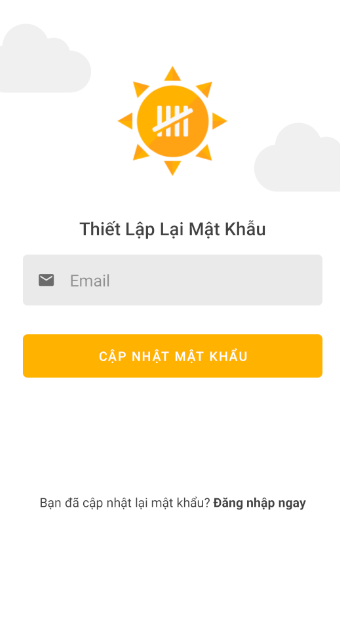 Thiết Lập Lại Mật Khẩu
Email
CẬP NHẬT MẬT KHẨU
Bạn đã cập nhật lại mật khẩu? Đăng nhập ngay